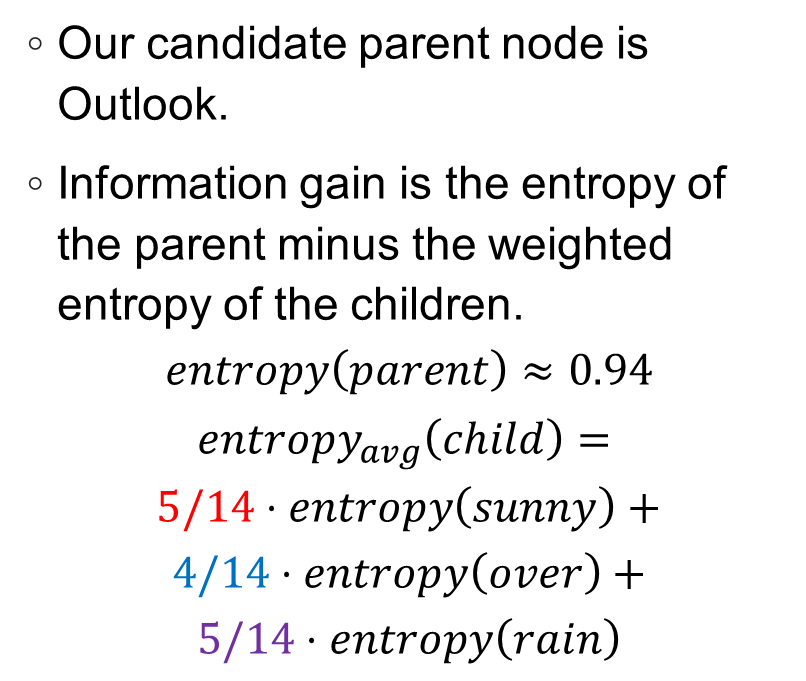 ◦ Our candidate parent node is
Outlook.
◦ Information gain is the entropy of
the parent minus the weighted
entropy of the children.
𝑒𝑛𝑡𝑟𝑜𝑝𝑦(𝑝𝑎𝑟𝑒𝑛𝑡) ≈ 0.94
𝑒𝑛𝑡𝑟𝑜𝑝𝑦ₐᵥg(𝑐ℎ𝑖𝑙𝑑) =
5/14 · 𝑒𝑛𝑡𝑟𝑜𝑝𝑦(𝑠𝑢𝑛𝑛𝑦) +
4/14 · 𝑒𝑛𝑡𝑟𝑜𝑝𝑦(𝑜𝑣𝑒𝑟) +
5/14 · 𝑒𝑛𝑡𝑟𝑜𝑝𝑦(𝑟𝑎𝑖𝑛)